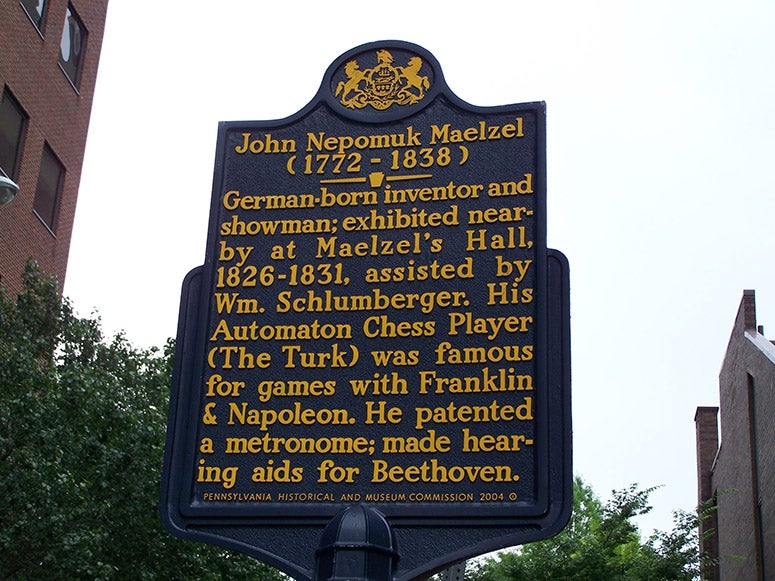 John Nepomuk Maelzel
(1772 - 1838)
German-born inventor and
showman; exhibited near-
by at Maelzel's Hall,
1826-1831, assisted by
Wm. Schlumberger. His
Automaton Chess Player
(The Turk) was famous
for games with Franklin
& Napoleon. He patented
a metronome; made hear-
ing aids for Beethoven.
PENNSYLVANIA HISTORICAL AND MUSEUM COMMISSION 2004 ©